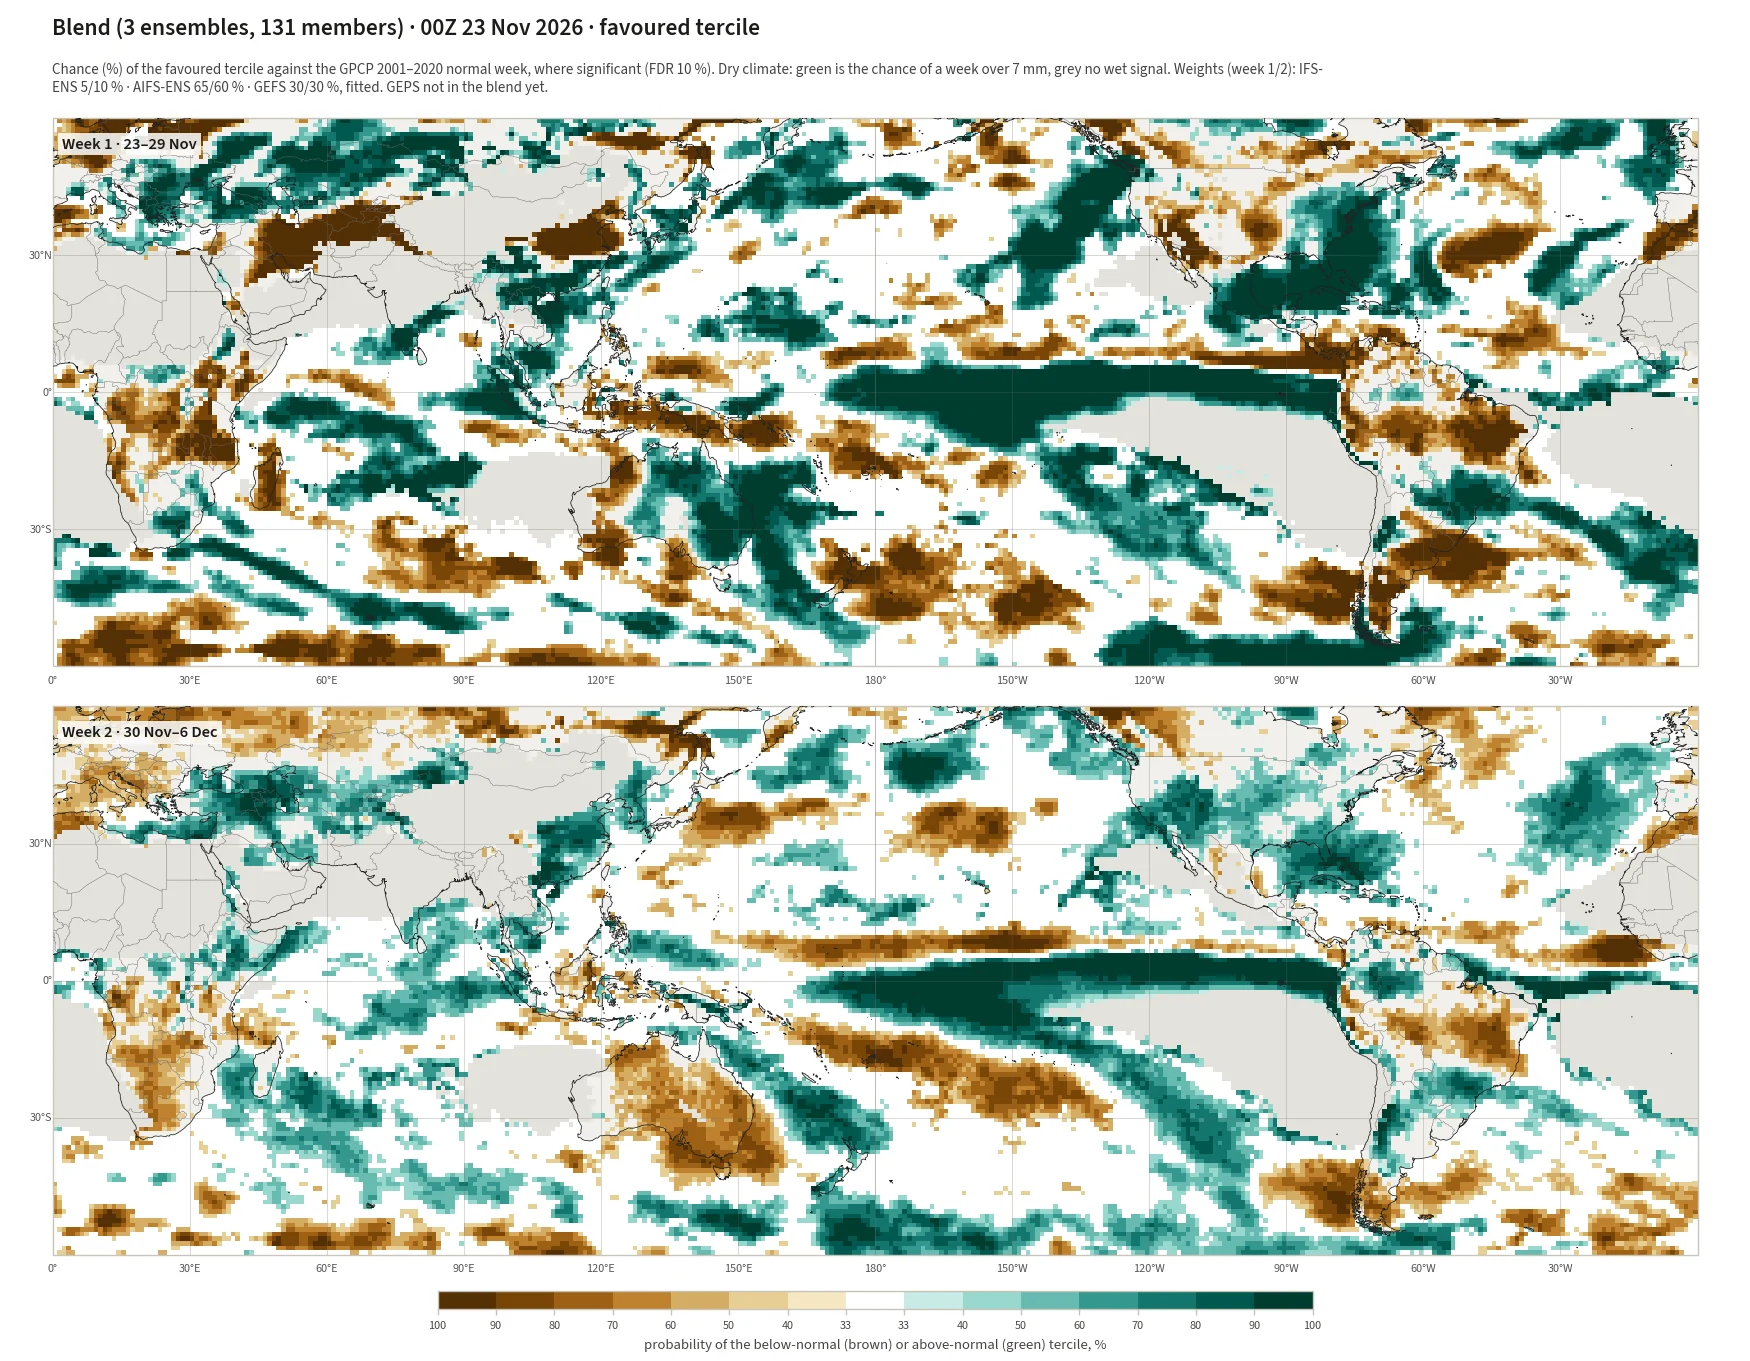 Blend (3 ensembles, 131 members) · 00Z 23 Nov 2026 · favoured tercile
Chance (%) of the favoured tercile against the GPCP 2001–2020 normal week, where significant (FDR 10 %). Dry climate: green is the chance of a week over 7 mm, grey no wet signal. Weights (week 1/2): IFS-
ENS 5/10 % · AIFS-ENS 65/60 % · GEFS 30/30 %, fitted. GEPS not in the blend yet.
Week 1 · 23–29 Nov
30°N
0°
30°S
0° 30°E 60°E 90°E 120°E 150°E 180° 150°W 120°W 90°W 60°W 30°W
Week 2 · 30 Nov–6 Dec
30°N
0°
30°S
0° 30°E 60°E 90°E 120°E 150°E 180° 150°W 120°W 90°W 60°W 30°W
100 90 80 70 60 50 40 33 33 40 50 60 70 80 90 100
probability of the below-normal (brown) or above-normal (green) tercile, %